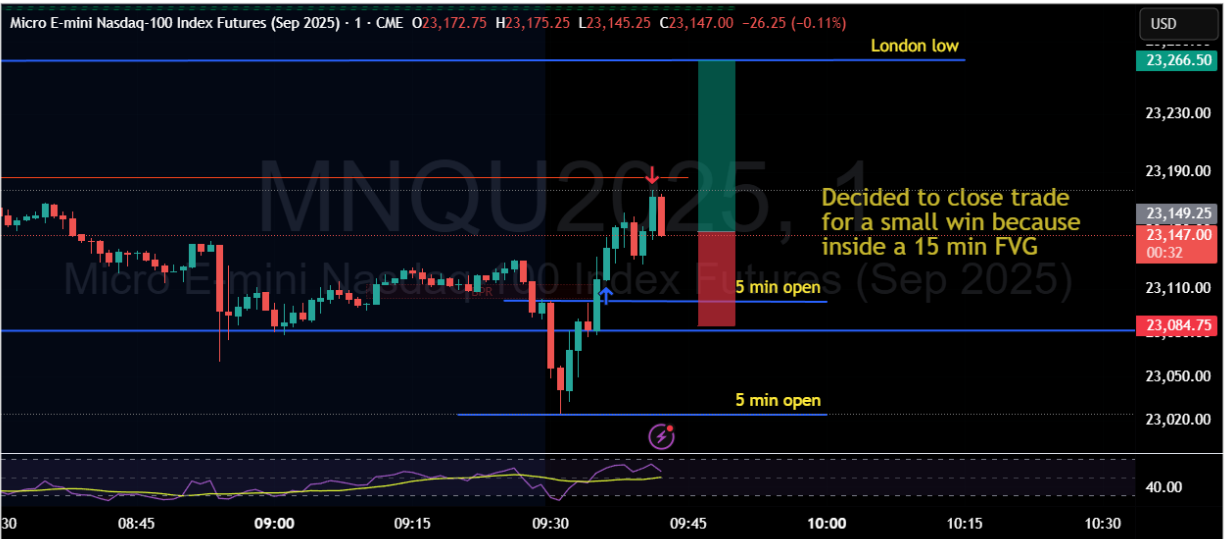 Micro E-mini Nasdaq-100 Index Futures (Sep 2025) · 1 · CME O23,172.75 H23,175.25 L23,145.25 C23,147.00 −26.25 (−0.11%)
USD
London low
23,266.50
23,230.00
MNQU2025, 1
23,190.00
Decided to close trade
for a small win because
inside a 15 min FVG
23,149.25
23,147.00
00:32
Micro E-mini Nasdaq-100 Index Futures (Sep 2025)
5 min open
23,110.00
23,084.75
23,050.00
5 min open
23,020.00
40.00
:30 08:45 09:00 09:15 09:30 09:45 10:00 10:15 10:30